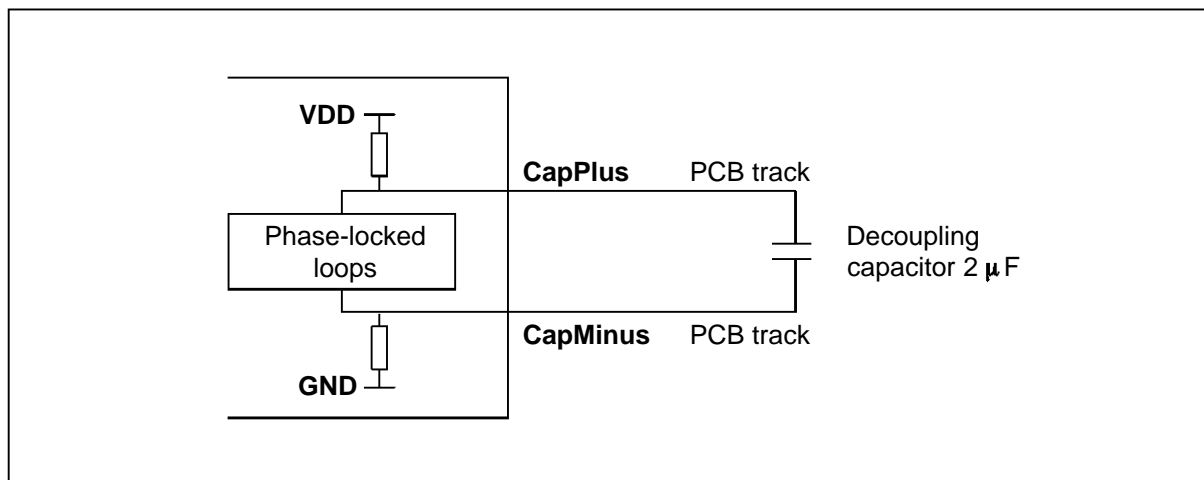 VDD
CapPlus PCB track
Phase-locked
loops
Decoupling
capacitor 2 μF
CapMinus PCB track
GND